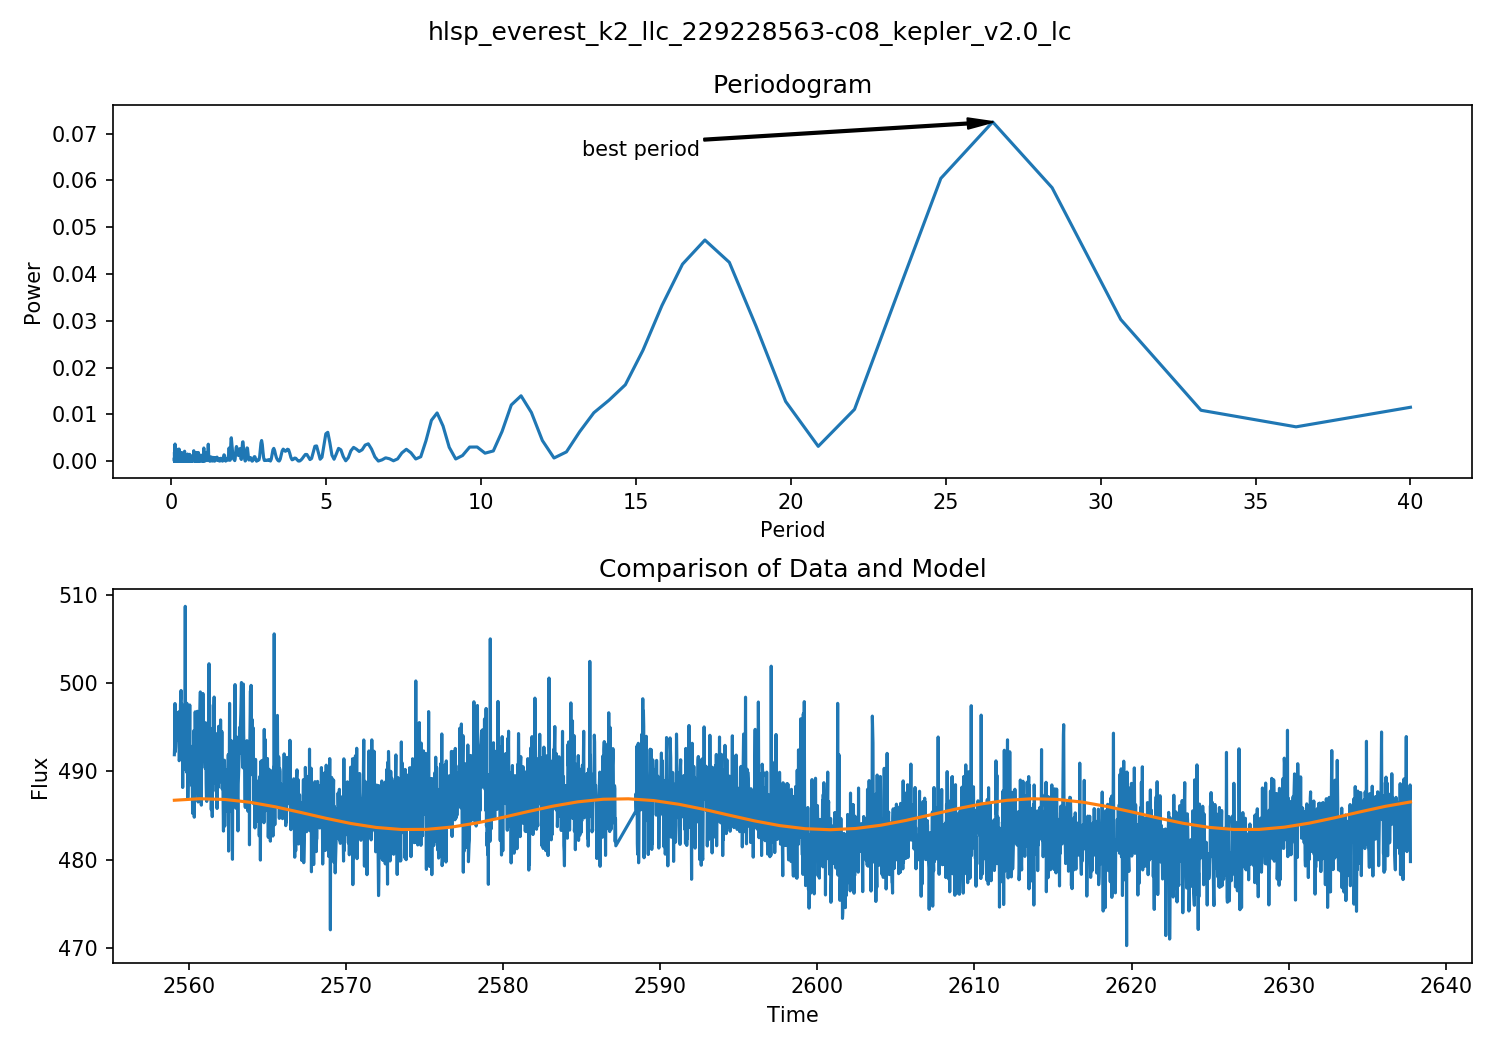 hlsp_everest_k2_llc_229228563-c08_kepler_v2.0_lc
Periodogram
0.07
0.06
0.05
0.04
0.03
0.02
0.01
0.00
Power
best period
0 5 10 15 20 25 30 35 40
Period
Comparison of Data and Model
510
500
490
480
470
Flux
2560 2570 2580 2590 2600 2610 2620 2630 2640
Time